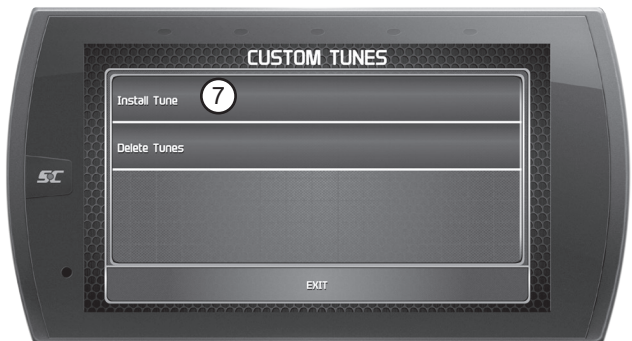 CUSTOM TUNES
Install Tune 7
Delete Tunes
SC
EXIT